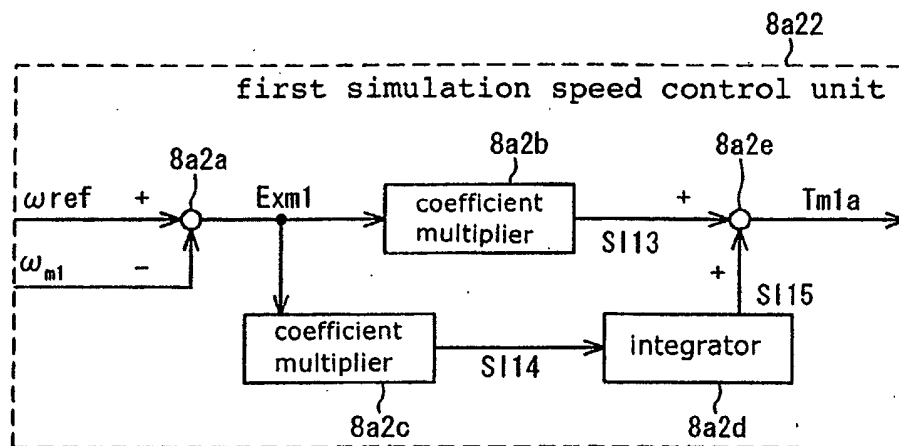 8a22
first simulation speed control unit
8a2a
8a2b
8a2e
ωref
+
Exm1
coefficient
multiplier
+
SI13
Tm1a
ωm1
-
+
SI15
coefficient
multiplier
SI14
integrator
8a2c
8a2d